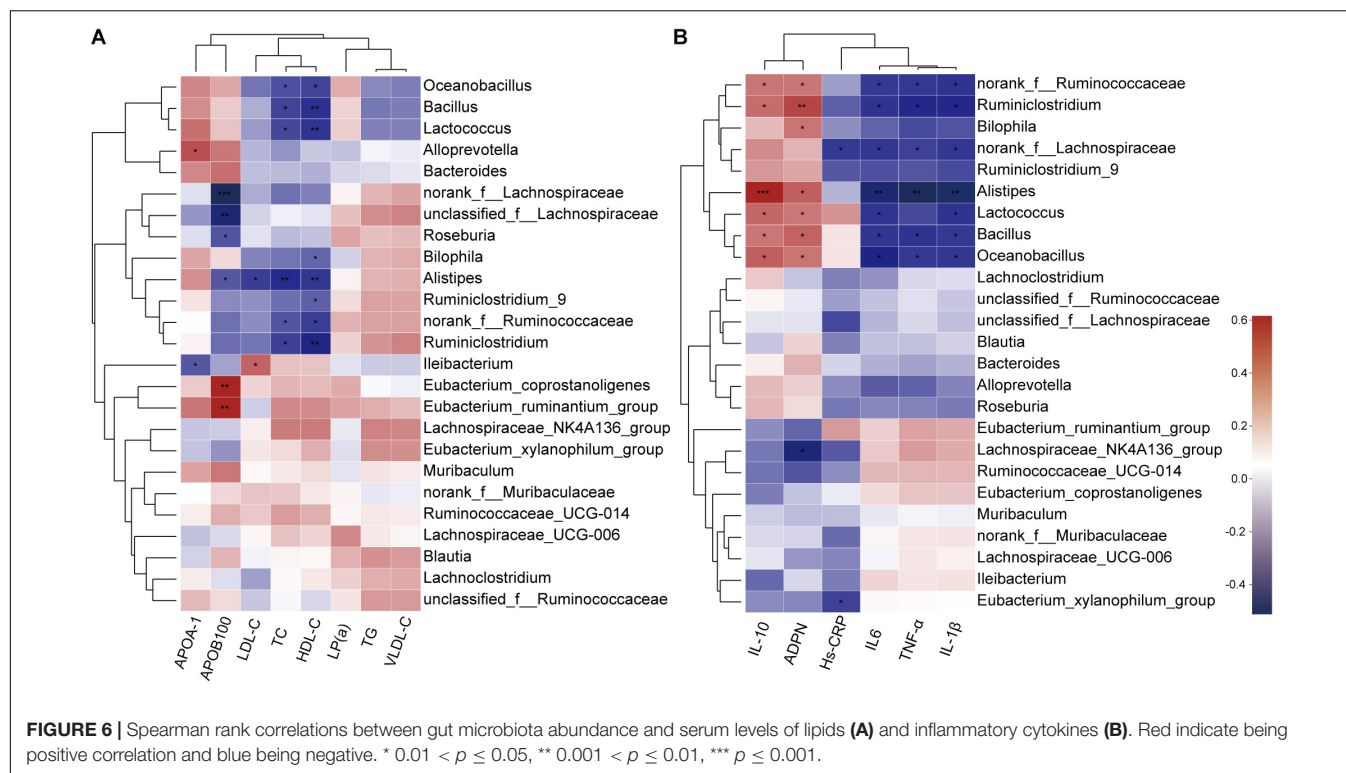 A
Oceanobacillus
* *
Bacillus
* **
Lactococcus
* **
Alloprevotella
*
Bacteroides
norank_f__Lachnospiraceae
***
unclassified_f__Lachnospiraceae
**
Roseburia
*
Bilophila
*
Alistipes
* * ** **
Ruminiclostridium_9
*
norank_f__Ruminococcaceae
* *
Ruminiclostridium
* **
Ileibacterium
* *
Eubacterium_coprostanoligenes
**
Eubacterium_ruminantium_group
**
Lachnospiraceae_NK4A136_group
Eubacterium_xylanophilum_group
Muribaculum
norank_f__Muribaculaceae
Ruminococcaceae_UCG-014
Lachnospiraceae_UCG-006
Blautia
Lachnoclostridium
unclassified_f__Ruminococcaceae
APOA-1
APOB100
LDL-C
TC
HDL-C
LP(a)
TG
VLDL-C
B
norank_f__Ruminococcaceae
* * * * *
Ruminiclostridium
* ** * * *
Bilophila
*
norank_f__Lachnospiraceae
* * * *
Ruminiclostridium_9
Alistipes
*** * ** ** **
Lactococcus
* * * *
Bacillus
* * * * *
Oceanobacillus
* * * * *
Lachnoclostridium
unclassified_f__Ruminococcaceae
unclassified_f__Lachnospiraceae
Blautia
Bacteroides
Alloprevotella
Roseburia
Eubacterium_ruminantium_group
Lachnospiraceae_NK4A136_group
*
Ruminococcaceae_UCG-014
Eubacterium_coprostanoligenes
Muribaculum
norank_f__Muribaculaceae
Lachnospiraceae_UCG-006
Ileibacterium
Eubacterium_xylanophilum_group
*
IL-10
ADPN
Hs-CRP
IL6
TNF-α
IL-1β
0.6
0.4
0.2
0.0
-0.2
-0.4
FIGURE 6 | Spearman rank correlations between gut microbiota abundance and serum levels of lipids (A) and inflammatory cytokines (B). Red indicate being
positive correlation and blue being negative. * 0.01 < p ≤ 0.05, ** 0.001 < p ≤ 0.01, *** p ≤ 0.001.